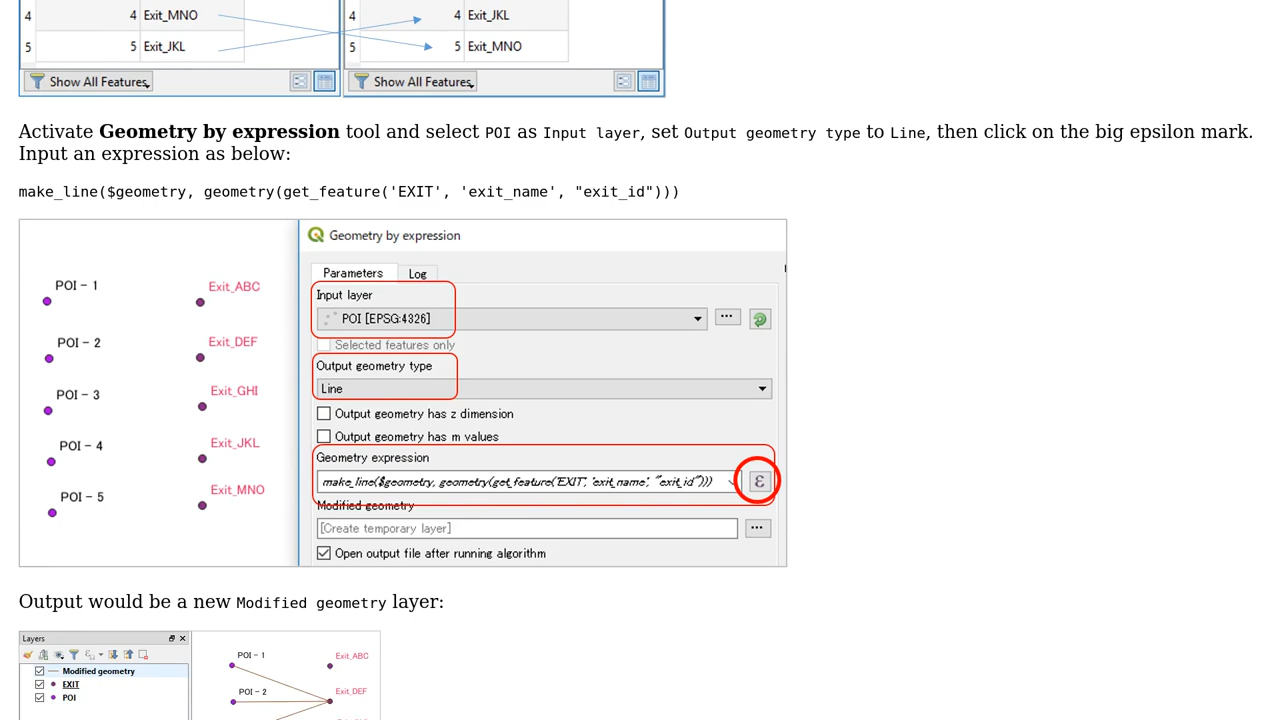 4 4 Exit_MNO 4 4 Exit_JKL
5 5 Exit_JKL 5 5 Exit_MNO
Show All Features Show All Features
Activate Geometry by expression tool and select POI as Input layer, set Output geometry type to Line, then click on the big epsilon mark.
Input an expression as below:
make_line($geometry, geometry(get_feature('EXIT', 'exit_name', "exit_id")))
POI - 1 Exit_ABC
POI - 2 Exit_DEF
POI - 3 Exit_GHI
POI - 4 Exit_JKL
POI - 5 Exit_MNO
Geometry by expression
Parameters Log
Input layer
POI [EPSG:4326] ...
Selected features only
Output geometry type
Line
Output geometry has z dimension
Output geometry has m values
Geometry expression
make_line($geometry, geometry(get_feature('EXIT', 'exit_name', "exit_id"))) ε
Modified geometry
[Create temporary layer] ...
Open output file after running algorithm
Output would be a new Modified geometry layer:
Layers
Modified geometry
EXIT
POI
POI - 1 Exit_ABC
POI - 2 Exit_DEF